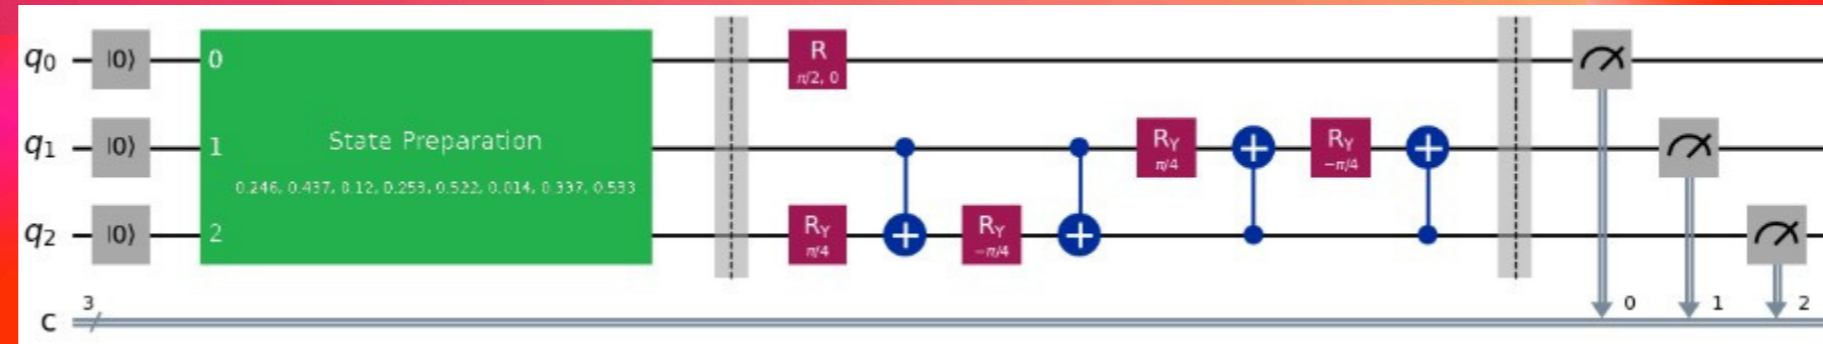 q0 |0⟩ 0 R π/2, 0
State Preparation
q1 |0⟩ 1 RY π/4 RY −π/4
0.246, 0.437, 0.12, 0.253, 0.522, 0.014, 0.337, 0.533
q2 |0⟩ 2 RY π/4 RY −π/4
c 3 0 1 2